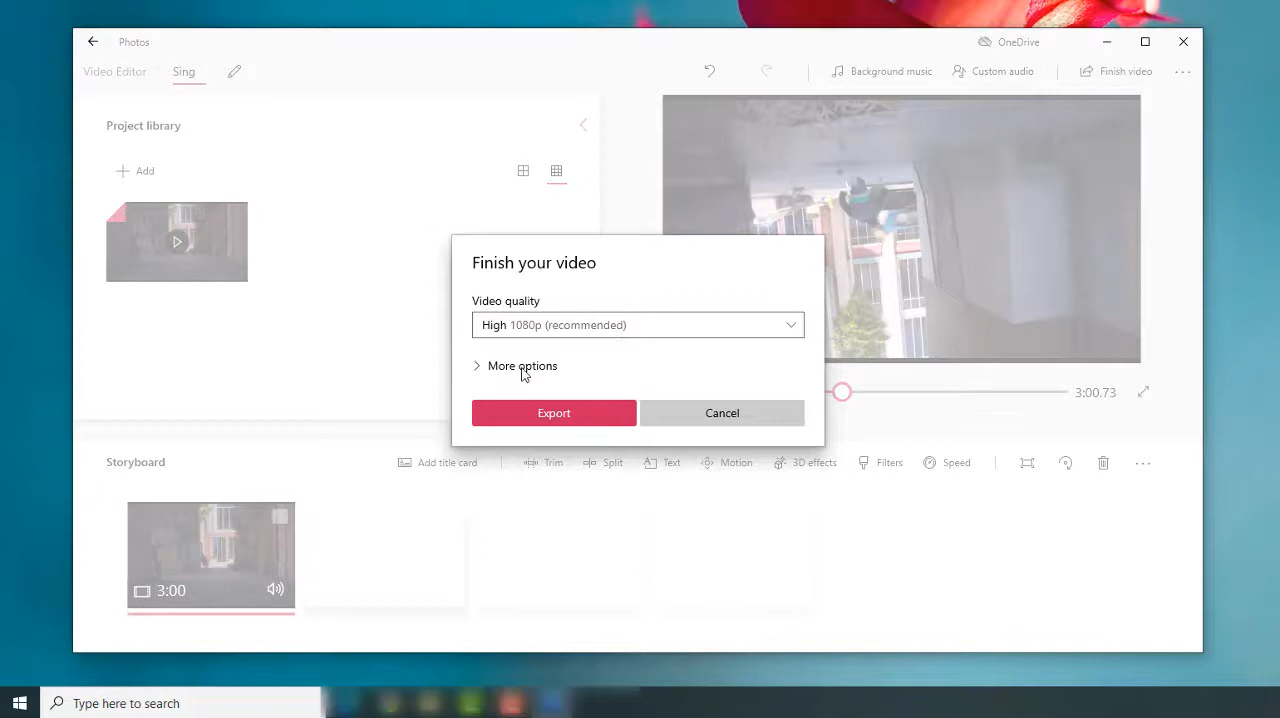 Photos
OneDrive
Video Editor
Sing
Background music
Custom audio
Finish video
Project library
Add
Finish your video
Video quality
High 1080p (recommended)
More options
Export
Cancel
3:00.73
Storyboard
Add title card
Trim
Split
Text
Motion
3D effects
Filters
Speed
3:00
Type here to search